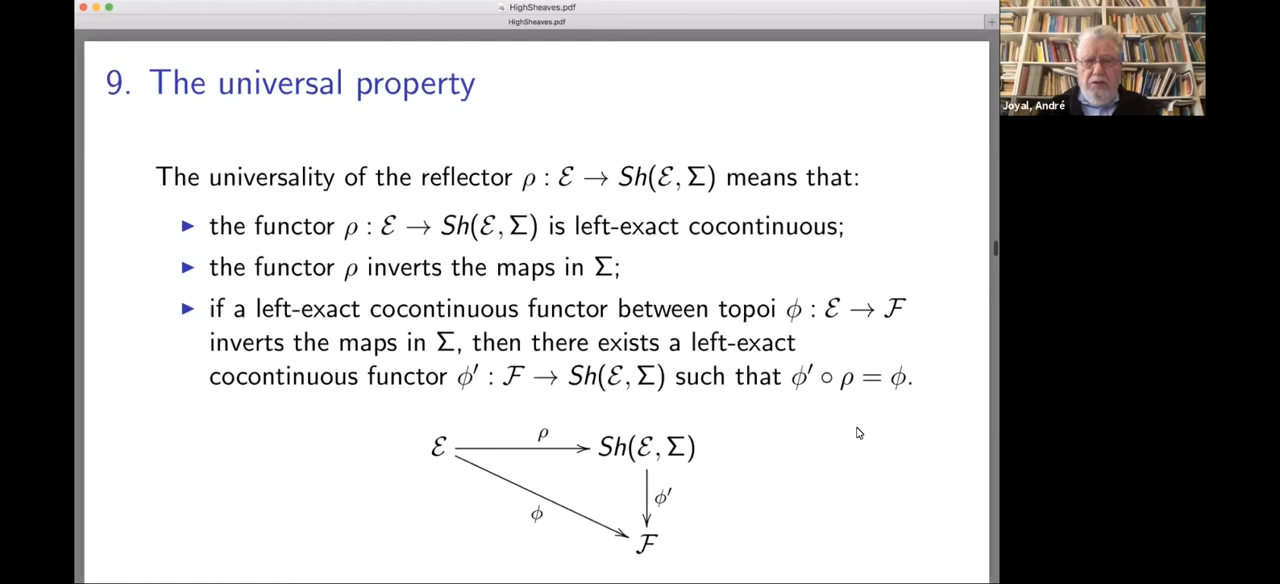 HighSheaves.pdf
HighSheaves.pdf
9. The universal property
The universality of the reflector ρ : ℰ → Sh(ℰ, Σ) means that:
▶ the functor ρ : ℰ → Sh(ℰ, Σ) is left-exact cocontinuous;
▶ the functor ρ inverts the maps in Σ;
▶ if a left-exact cocontinuous functor between topoi ϕ : ℰ → ℱ
inverts the maps in Σ, then there exists a left-exact
cocontinuous functor ϕ′ : ℱ → Sh(ℰ, Σ) such that ϕ′ ∘ ρ = ϕ.
ρ
ℰ Sh(ℰ, Σ)
ϕ′
ϕ
ℱ
Joyal, André